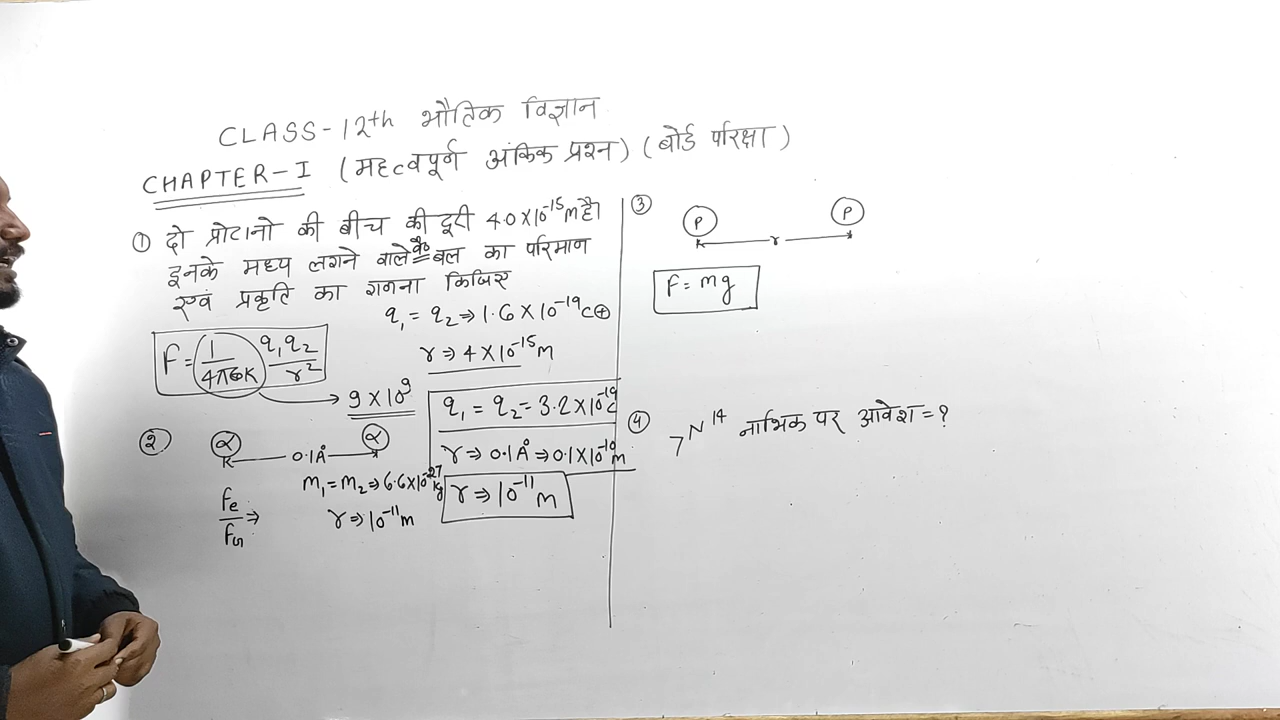 CLASS-12th भौतिक विज्ञान
CHAPTER-I (महcवपूर्ण अंकिक प्रश्न) (बोर्ड परिक्षा)
① दो प्रोटानो की बीच की दूरी 4.0×10⁻¹⁵m है।
इनके मध्य लगने वाले के बल का परिमाण
एवं प्रकृति का गणना किजिए
q₁ = q₂ ⇒ 1.6×10⁻¹⁹C ⊕
r ⇒ 4×10⁻¹⁵m
F = 1/4π∈₀K q₁q₂/r²
9×10⁹
② α 0.1Å α
m₁ = m₂ ⇒ 6.6×10⁻²⁷kg
r ⇒ 10⁻¹¹m
Fe/FG ⇒
q₁ = q₂ = 3.2×10⁻¹⁹C
r ⇒ 0.1Å ⇒ 0.1×10⁻¹⁰m
r ⇒ 10⁻¹¹m
③ P r P
F = mg
④ ₇N¹⁴ नाभिक पर आवेश = ?